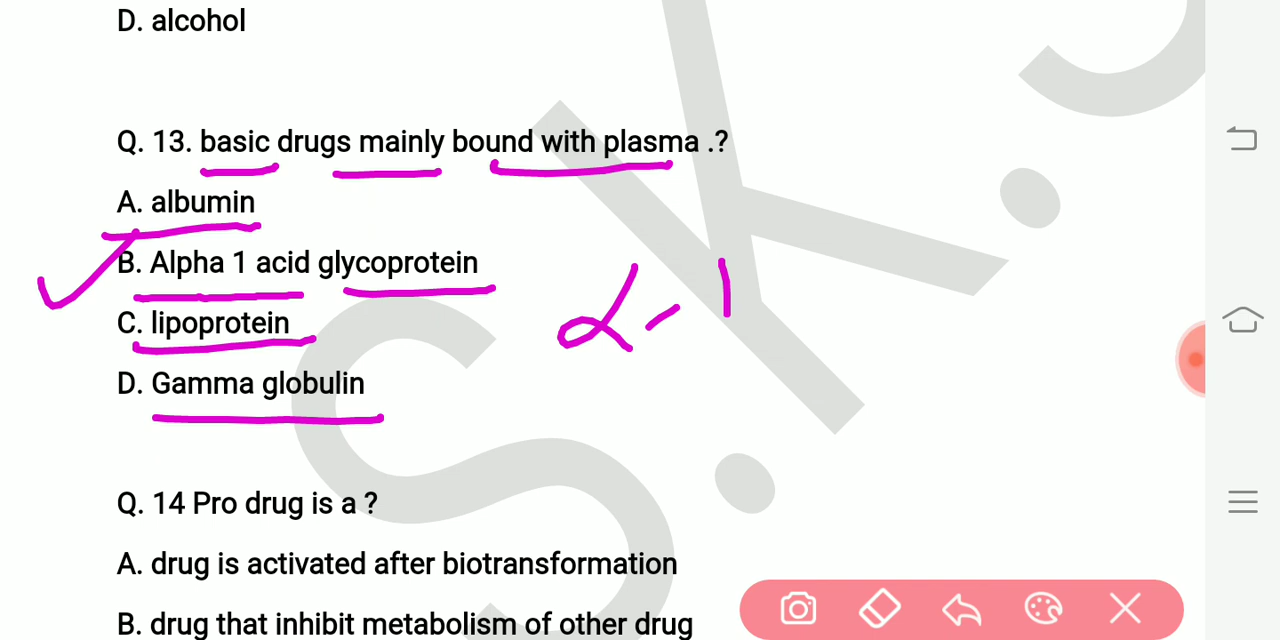 D. alcohol
Q. 13. basic drugs mainly bound with plasma .?
A. albumin
B. Alpha 1 acid glycoprotein
α-1
C. lipoprotein
D. Gamma globulin
Q. 14 Pro drug is a ?
A. drug is activated after biotransformation
B. drug that inhibit metabolism of other drug
S.K.J